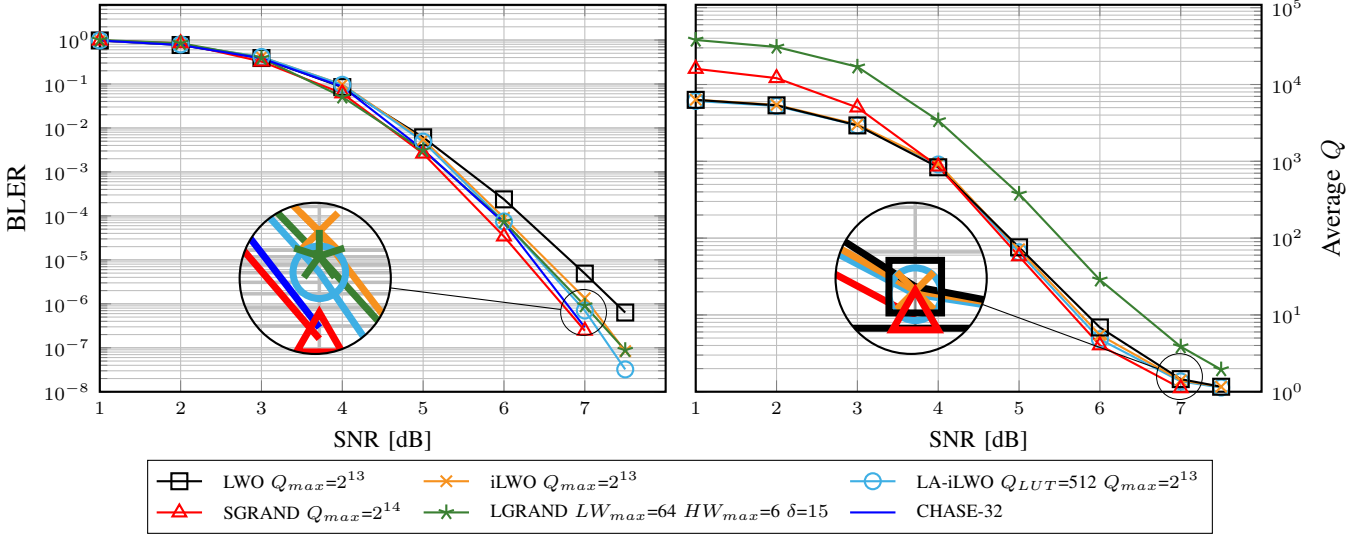 10^0
10^−1
10^−2
10^−3
10^−4
10^−5
10^−6
10^−7
10^−8
BLER
1 2 3 4 5 6 7
SNR [dB]
10^5
10^4
10^3
10^2
10^1
10^0
Average Q
1 2 3 4 5 6 7
SNR [dB]
LWO Q_max=2^13 iLWO Q_max=2^13 LA-iLWO Q_LUT=512 Q_max=2^13
SGRAND Q_max=2^14 LGRAND LW_max=64 HW_max=6 δ=15 CHASE-32